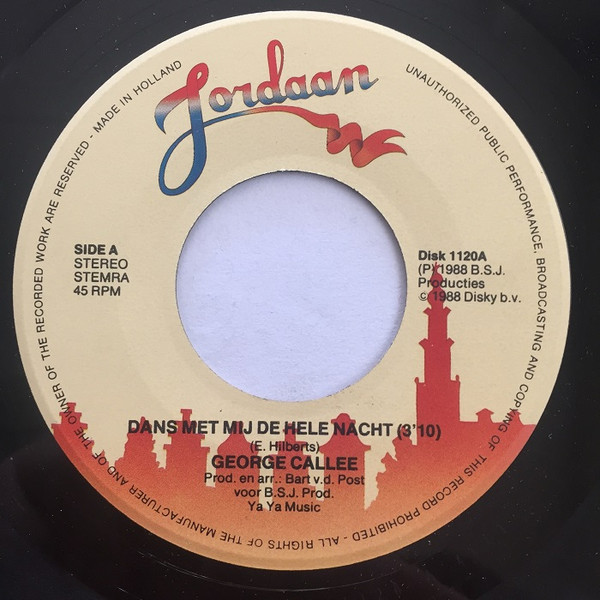 Jordaan
ALL RIGHTS OF THE MANUFACTURER AND OF THE OWNER OF THE RECORDED WORK ARE RESERVED - MADE IN HOLLAND
UNAUTHORIZED PUBLIC PERFORMANCE, BROADCASTING AND COPYING OF THIS RECORD PROHIBITED -
SIDE A
STEREO
STEMRA
45 RPM
Disk 1120A
(P) 1988 B.S.J.
Producties
© 1988 Disky b.v.
DANS MET MIJ DE HELE NACHT (3'10)
(E. Hilberts)
GEORGE CALLEE
Prod. en arr.: Bart v.d. Post
voor B.S.J. Prod.
Ya Ya Music